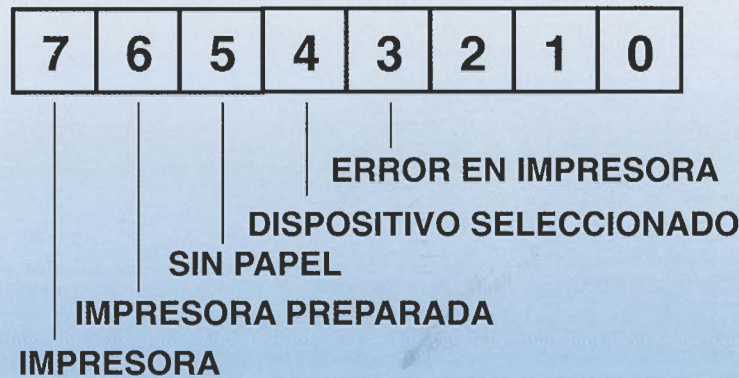 7 6 5 4 3 2 1 0
ERROR EN IMPRESORA
DISPOSITIVO SELECCIONADO
SIN PAPEL
IMPRESORA PREPARADA
IMPRESORA